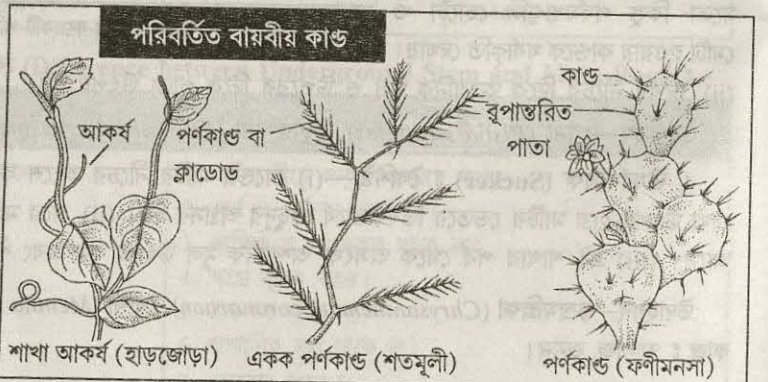 পরিবর্তিত বায়বীয় কাণ্ড
আকর্ষ
পর্ণকাণ্ড বা
ক্লাডোড
কাণ্ড
রূপান্তরিত
পাতা
শাখা আকর্ষ (হাড়জোড়া)
একক পর্ণকাণ্ড (শতমূলী)
পর্ণকাণ্ড (ফণীমনসা)